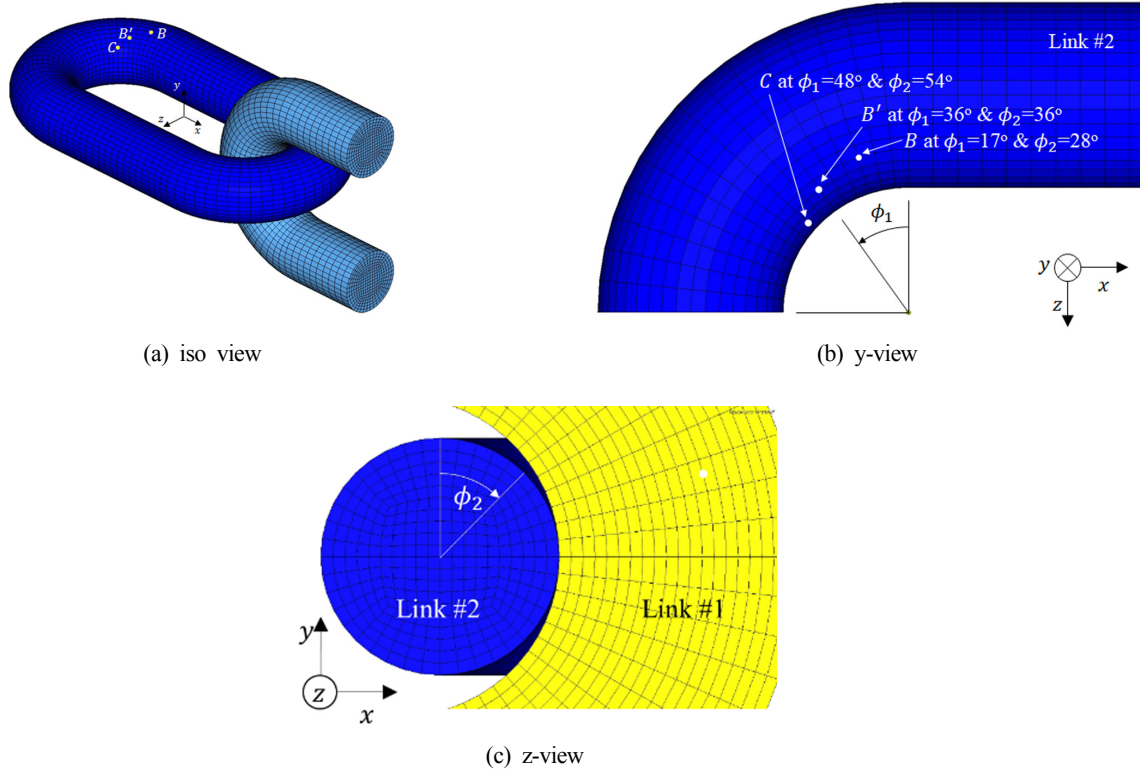 B′
B
C
y
z
x
(a) iso view
Link #2
C at ϕ₁=48° & ϕ₂=54°
B′ at ϕ₁=36° & ϕ₂=36°
B at ϕ₁=17° & ϕ₂=28°
ϕ₁
y
x
z
(b) y-view
ϕ₂
Link #2
Link #1
y
z
x
(c) z-view